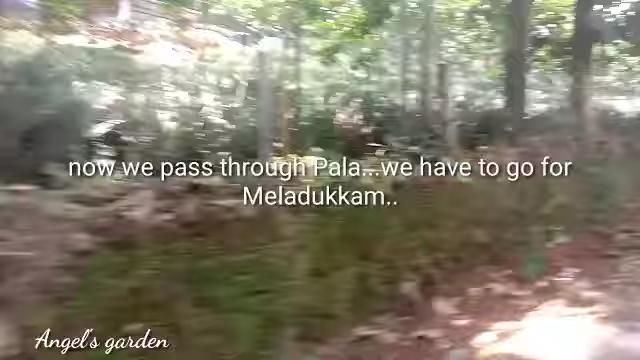 now we pass through Pala...we have to go for
Meladukkam..
Angel's garden